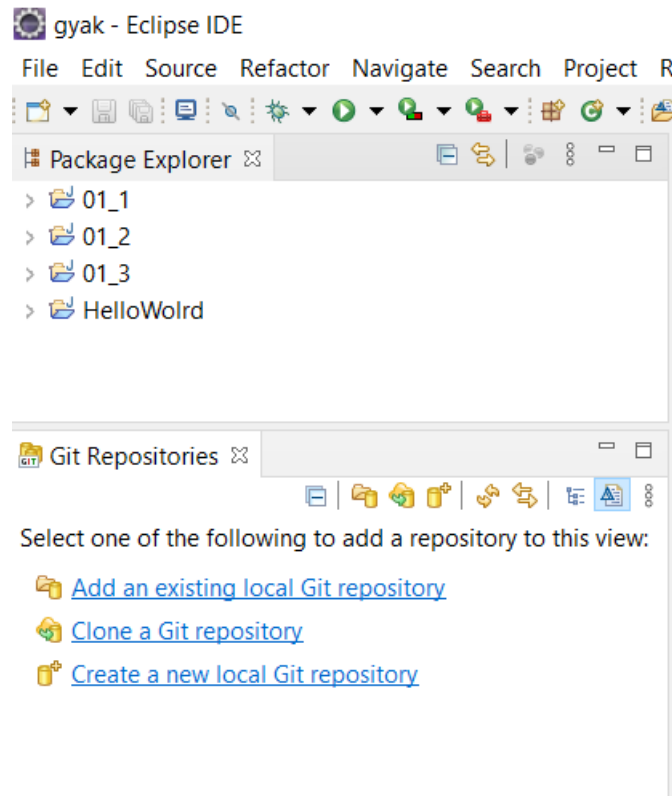 gyak - Eclipse IDE
File Edit Source Refactor Navigate Search Project R
Package Explorer
01_1
01_2
01_3
HelloWolrd
GIT Git Repositories
Select one of the following to add a repository to this view:
Add an existing local Git repository
Clone a Git repository
Create a new local Git repository